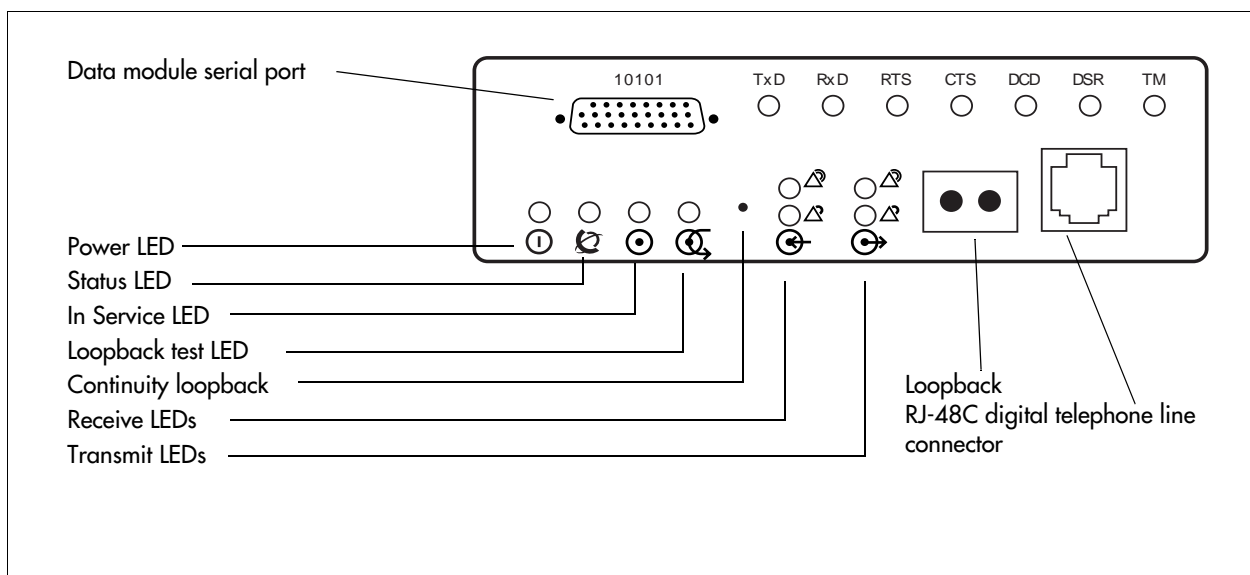 Data module serial port
10101
TxD RxD RTS CTS DCD DSR TM
Power LED
Status LED
In Service LED
Loopback test LED
Continuity loopback
Receive LEDs
Transmit LEDs
Loopback
RJ-48C digital telephone line
connector